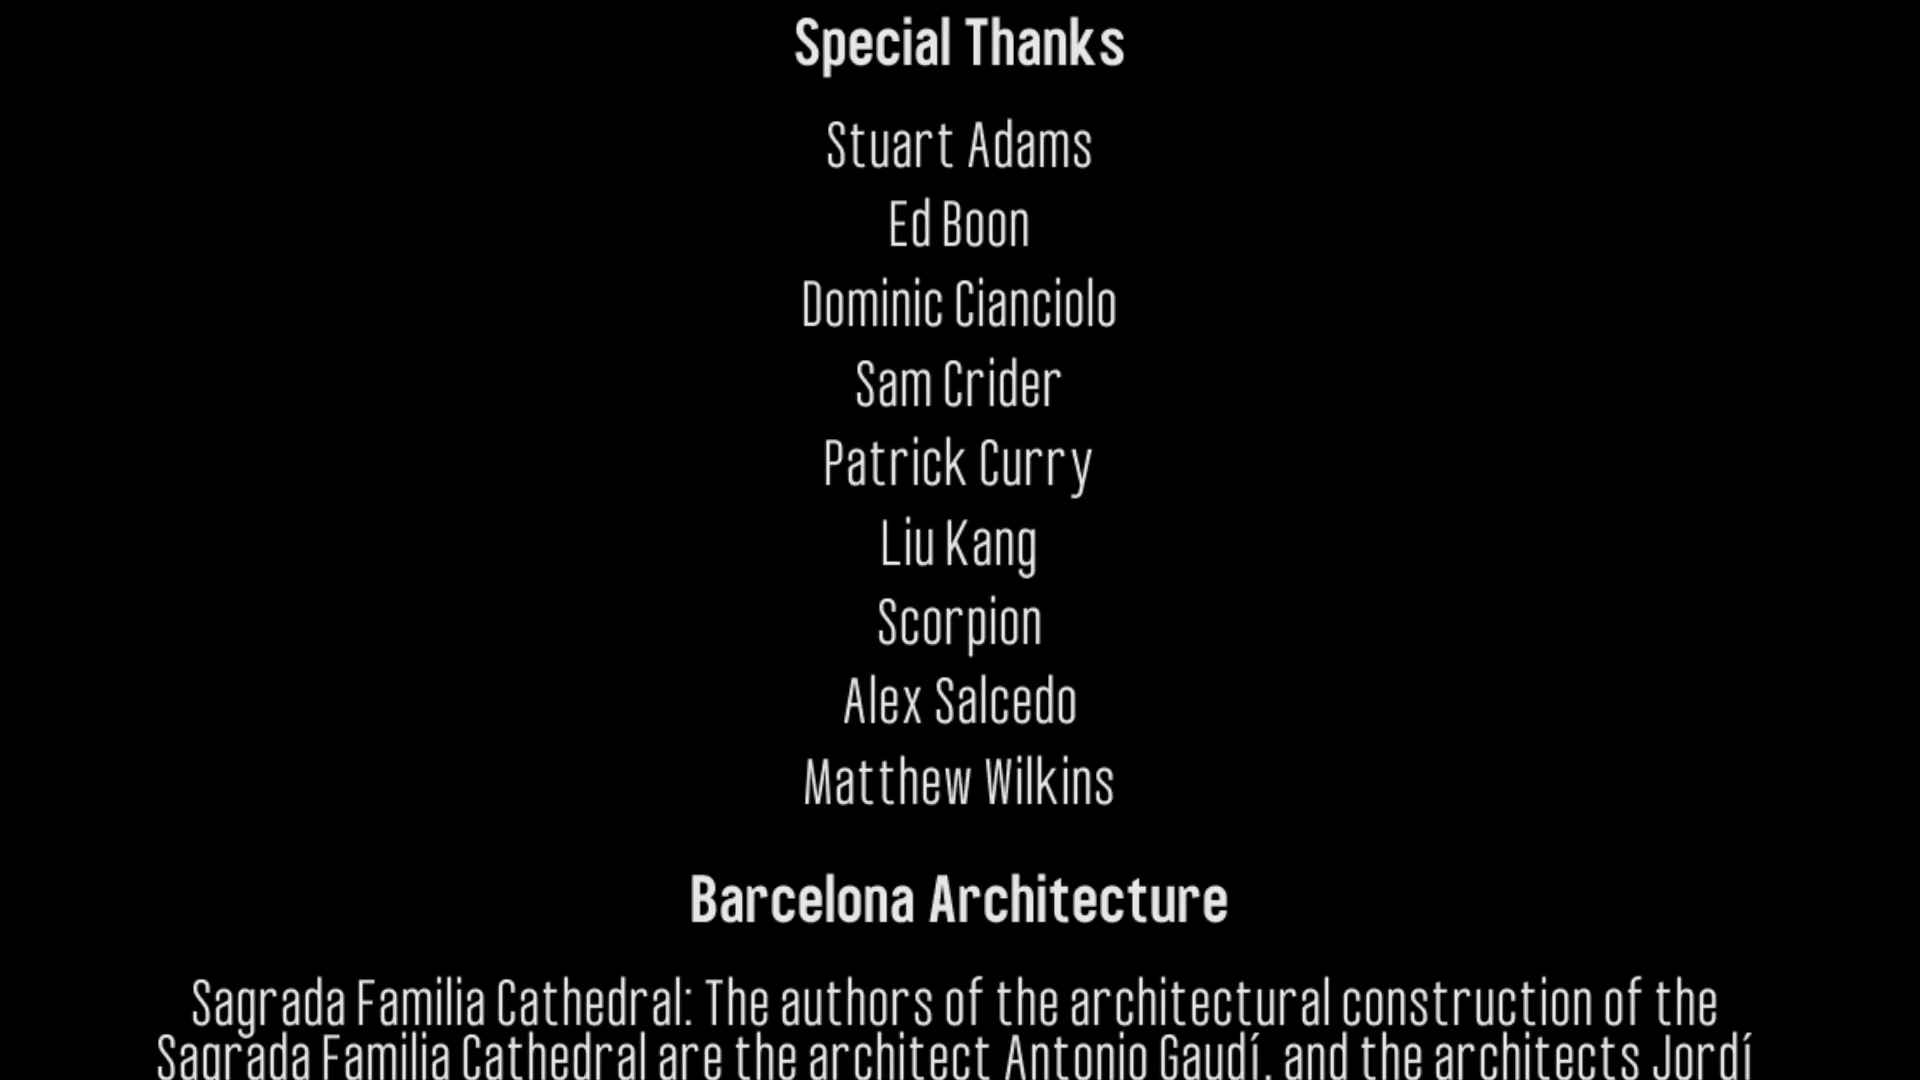 Special Thanks
Stuart Adams
Ed Boon
Dominic Cianciolo
Sam Crider
Patrick Curry
Liu Kang
Scorpion
Alex Salcedo
Matthew Wilkins
Barcelona Architecture
Sagrada Familia Cathedral: The authors of the architectural construction of the
Sagrada Familia Cathedral are the architect Antonio Gaudí, and the architects Jordí